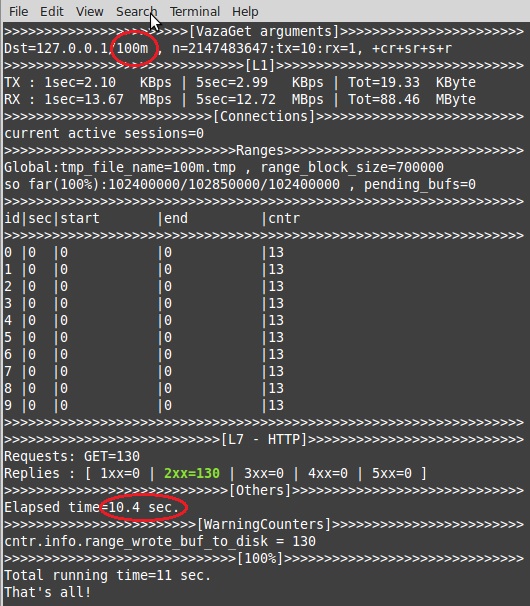 File Edit View Search Terminal Help
>>>>>>>>>>>>>>>>>>>>>>>[VazaGet arguments]>>>>>>>>>>>>>>>>>>>>>>>
Dst=127.0.0.1/100m , n=2147483647:tx=10:rx=1, +cr+sr+s+r
>>>>>>>>>>>>>>>>>>>>>>>>>>>>>>[L1]>>>>>>>>>>>>>>>>>>>>>>>>>>>>>>>
TX : 1sec=2.10   KBps | 5sec=2.99   KBps | Tot=19.33  KByte
RX : 1sec=13.67  MBps | 5sec=12.72  MBps | Tot=88.46  MByte
>>>>>>>>>>>>>>>>>>>>>>>>>>[Connections]>>>>>>>>>>>>>>>>>>>>>>>>>>
current active sessions=0
>>>>>>>>>>>>>>>>>>>>>>>>>>>>>Ranges>>>>>>>>>>>>>>>>>>>>>>>>>>>>>>
Global:tmp_file_name=100m.tmp , range_block_size=700000
so far(100%):102400000/102850000/102400000 , pending_bufs=0
>>>>>>>>>>>>>>>>>>>>>>>>>>>>>>>>>>>>>>>>>>>>>>>>>>>>>>>>>>>>>>>>>
id|sec|start       |end         |cntr
>>>>>>>>>>>>>>>>>>>>>>>>>>>>>>>>>>>>>>>>>>>>>>>>>>>>>>>>>>>>>>>>>
0 |0  |0           |0           |13
1 |0  |0           |0           |13
2 |0  |0           |0           |13
3 |0  |0           |0           |13
4 |0  |0           |0           |13
5 |0  |0           |0           |13
6 |0  |0           |0           |13
7 |0  |0           |0           |13
8 |0  |0           |0           |13
9 |0  |0           |0           |13
>>>>>>>>>>>>>>>>>>>>>>>>>>>>>>>>>>>>>>>>>>>>>>>>>>>>>>>>>>>>>>>>>
>>>>>>>>>>>>>>>>>>>>>>>>>>>[L7 - HTTP]>>>>>>>>>>>>>>>>>>>>>>>>>>>
Requests: GET=130
Replies : [ 1xx=0 | 2xx=130 | 3xx=0 | 4xx=0 | 5xx=0 ]
>>>>>>>>>>>>>>>>>>>>>>>>>>>>[Others]>>>>>>>>>>>>>>>>>>>>>>>>>>>>>
Elapsed time=10.4 sec.
>>>>>>>>>>>>>>>>>>>>>>>>[WarningCounters]>>>>>>>>>>>>>>>>>>>>>>>>
cntr.info.range_wrote_buf_to_disk = 130
>>>>>>>>>>>>>>>>>>>>>>>>>>>>>[100%]>>>>>>>>>>>>>>>>>>>>>>>>>>>>>>
Total running time=11 sec.
That's all!